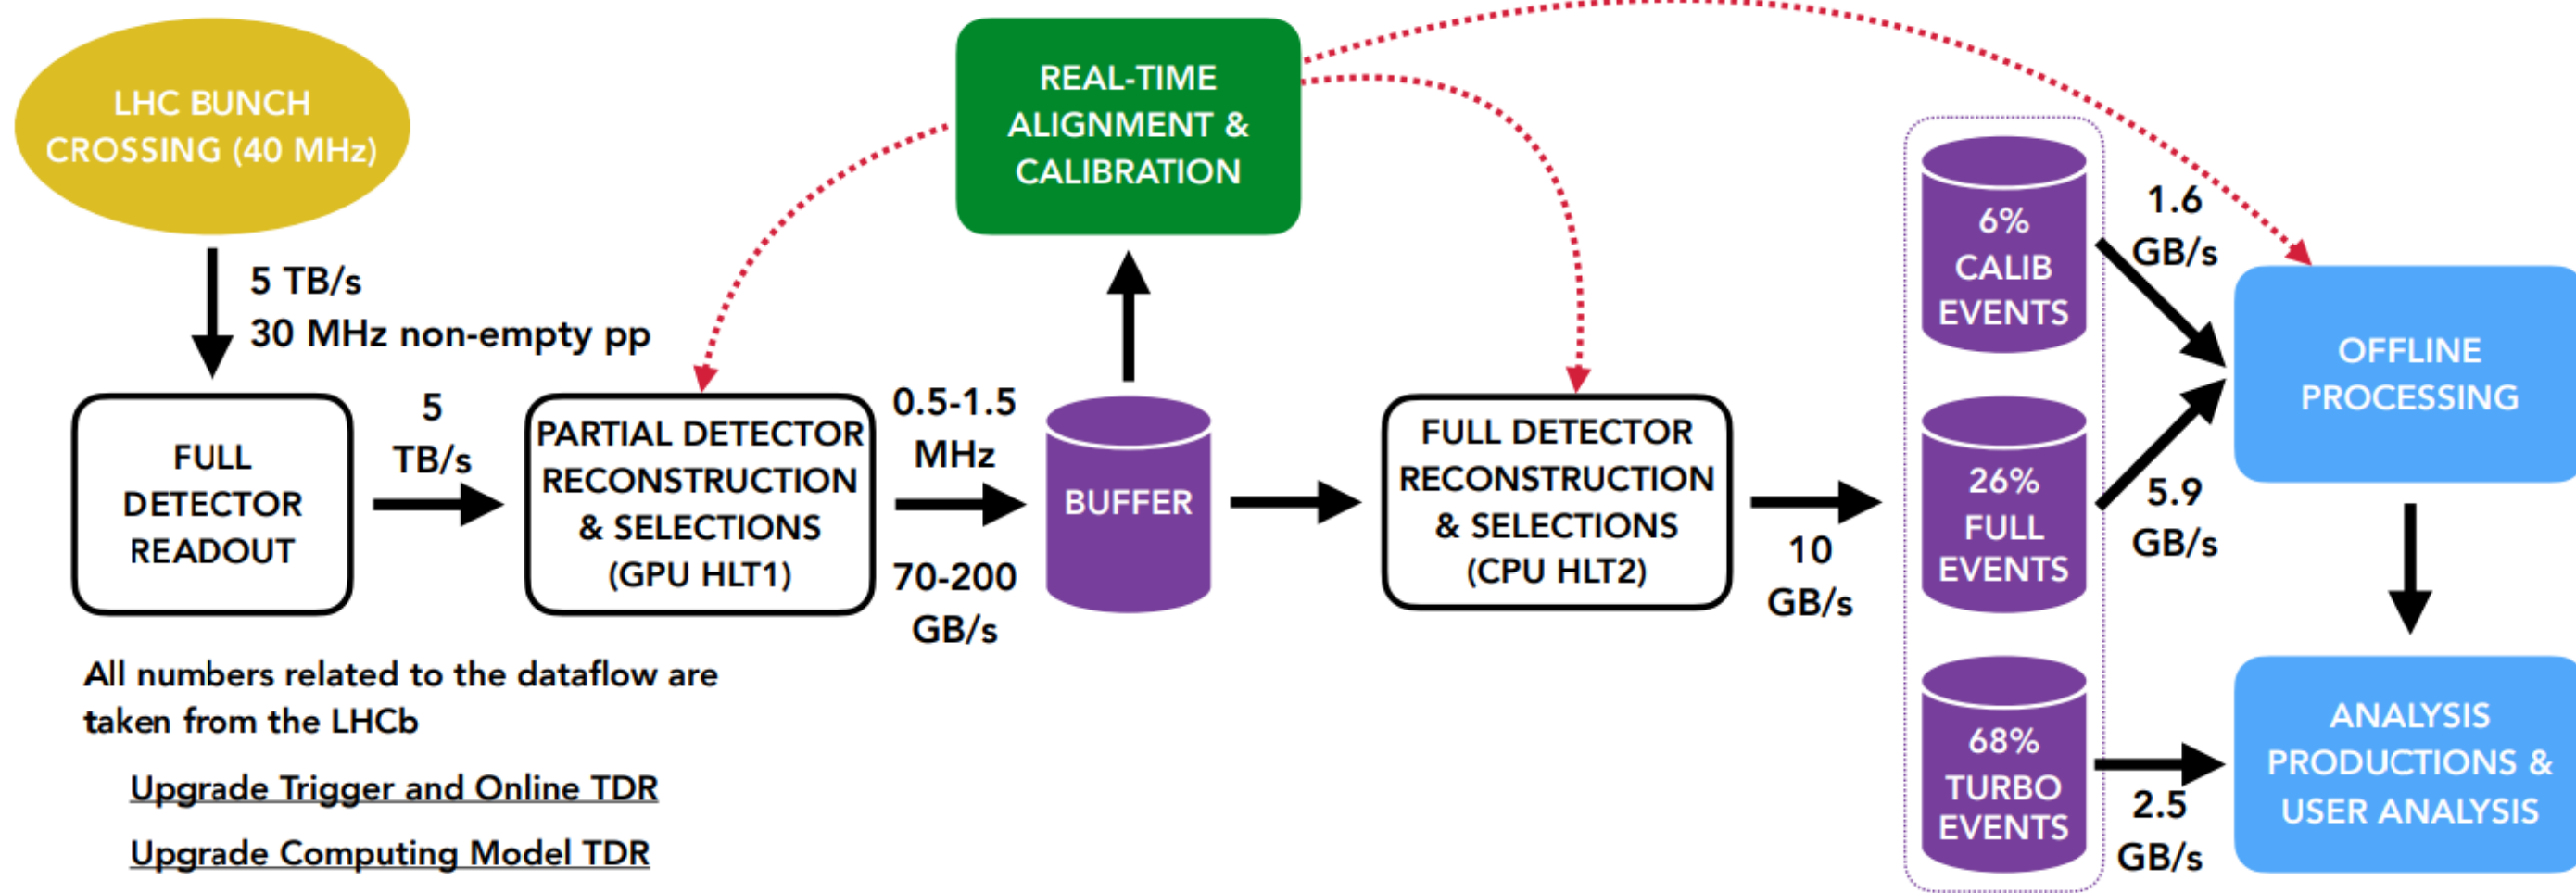 LHC BUNCH
CROSSING (40 MHz)
5 TB/s
30 MHz non-empty pp
FULL
DETECTOR
READOUT
5
TB/s
PARTIAL DETECTOR
RECONSTRUCTION
& SELECTIONS
(GPU HLT1)
0.5-1.5
MHz
70-200
GB/s
REAL-TIME
ALIGNMENT &
CALIBRATION
BUFFER
FULL DETECTOR
RECONSTRUCTION
& SELECTIONS
(CPU HLT2)
10
GB/s
6%
CALIB
EVENTS
1.6
GB/s
26%
FULL
EVENTS
5.9
GB/s
68%
TURBO
EVENTS
2.5
GB/s
OFFLINE
PROCESSING
ANALYSIS
PRODUCTIONS &
USER ANALYSIS
All numbers related to the dataflow are
taken from the LHCb
Upgrade Trigger and Online TDR
Upgrade Computing Model TDR